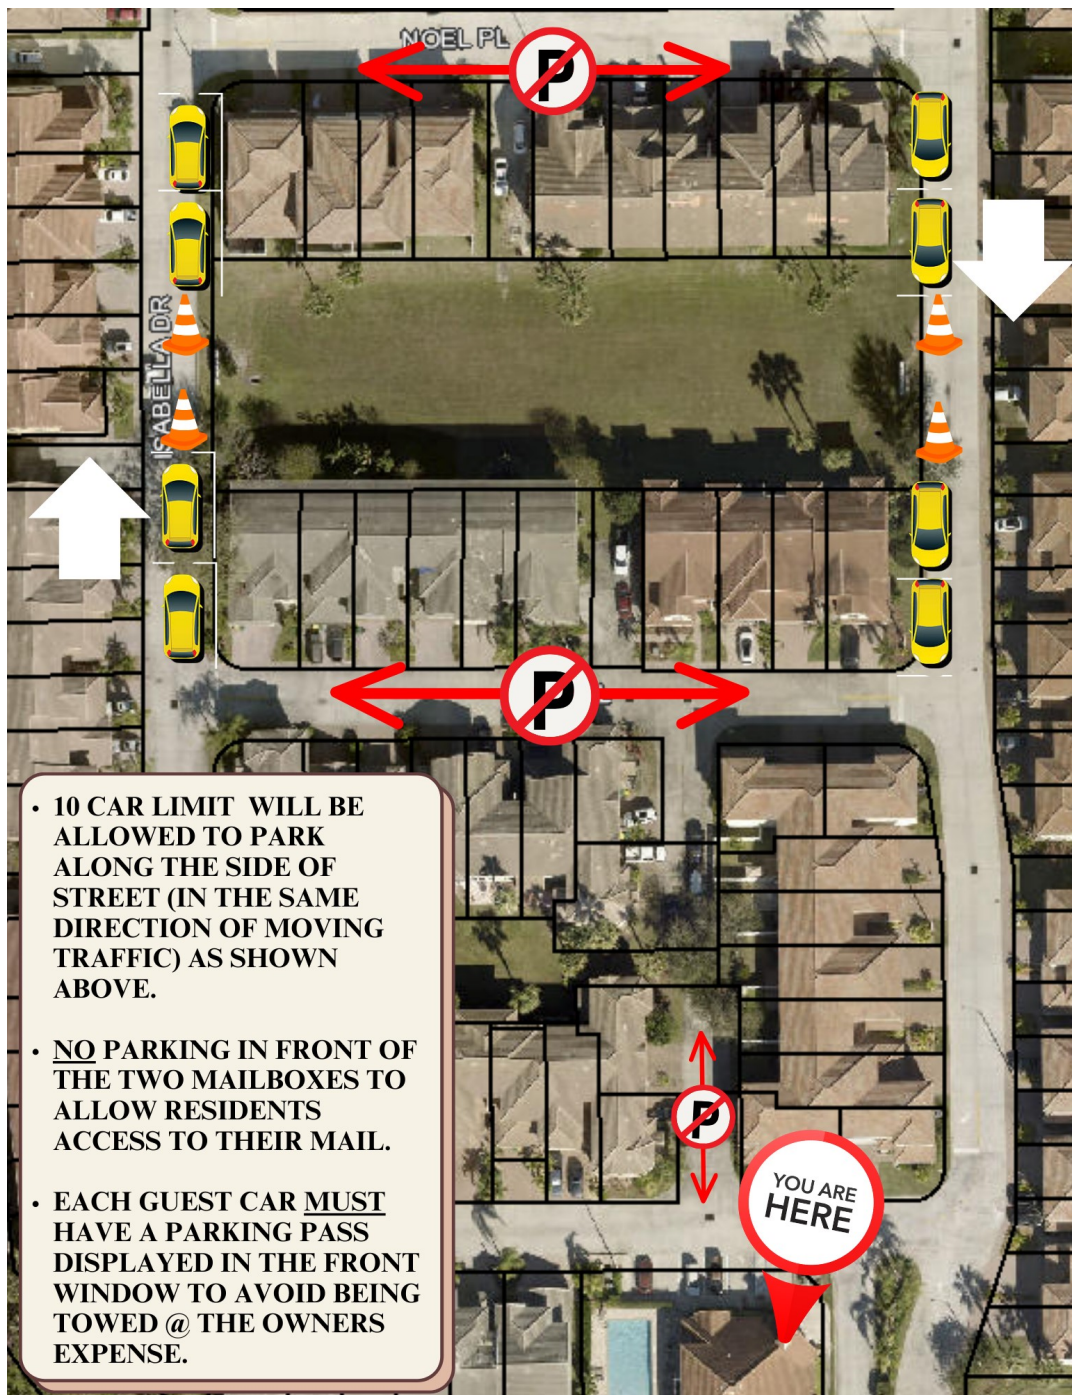 NOEL PL
P
ISABELLA DR
P
• 10 CAR LIMIT WILL BE
ALLOWED TO PARK
ALONG THE SIDE OF
STREET (IN THE SAME
DIRECTION OF MOVING
TRAFFIC) AS SHOWN
ABOVE.
• NO PARKING IN FRONT OF
THE TWO MAILBOXES TO
ALLOW RESIDENTS
ACCESS TO THEIR MAIL.
• EACH GUEST CAR MUST
HAVE A PARKING PASS
DISPLAYED IN THE FRONT
WINDOW TO AVOID BEING
TOWED @ THE OWNERS
EXPENSE.
P
YOU ARE
HERE